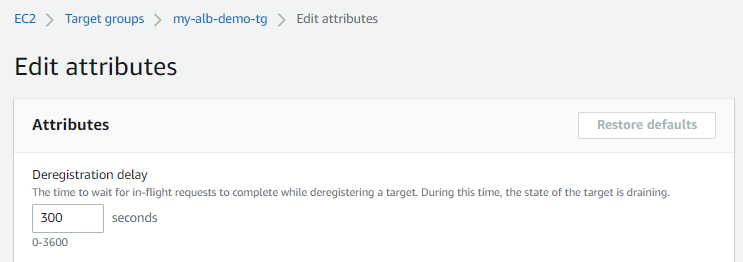 EC2 > Target groups > my-alb-demo-tg > Edit attributes
Edit attributes
Attributes
Restore defaults
Deregistration delay
The time to wait for in-flight requests to complete while deregistering a target. During this time, the state of the target is draining.
300 seconds
0-3600